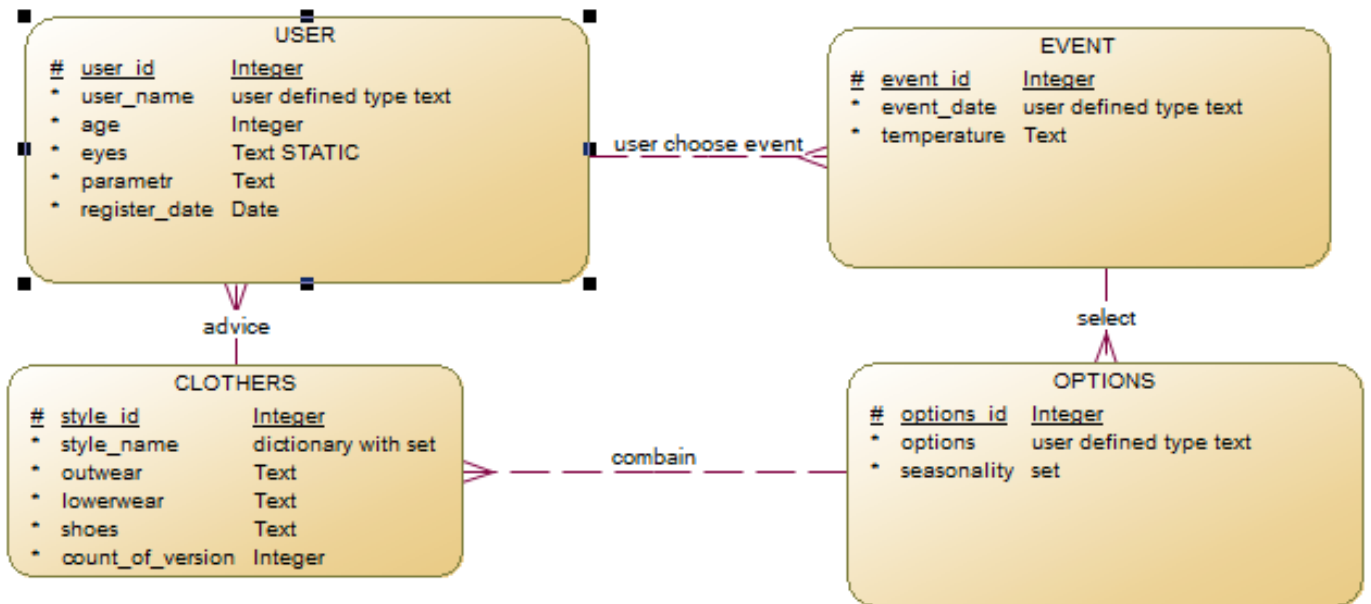 USER
# user_id Integer
* user_name user defined type text
* age Integer
* eyes Text STATIC
* parametr Text
* register_date Date
EVENT
# event_id Integer
* event_date user defined type text
* temperature Text
user choose event
advice
select
CLOTHERS
# style_id Integer
* style_name dictionary with set
* outwear Text
* lowerwear Text
* shoes Text
* count_of_version Integer
combain
OPTIONS
# options_id Integer
* options user defined type text
* seasonality set